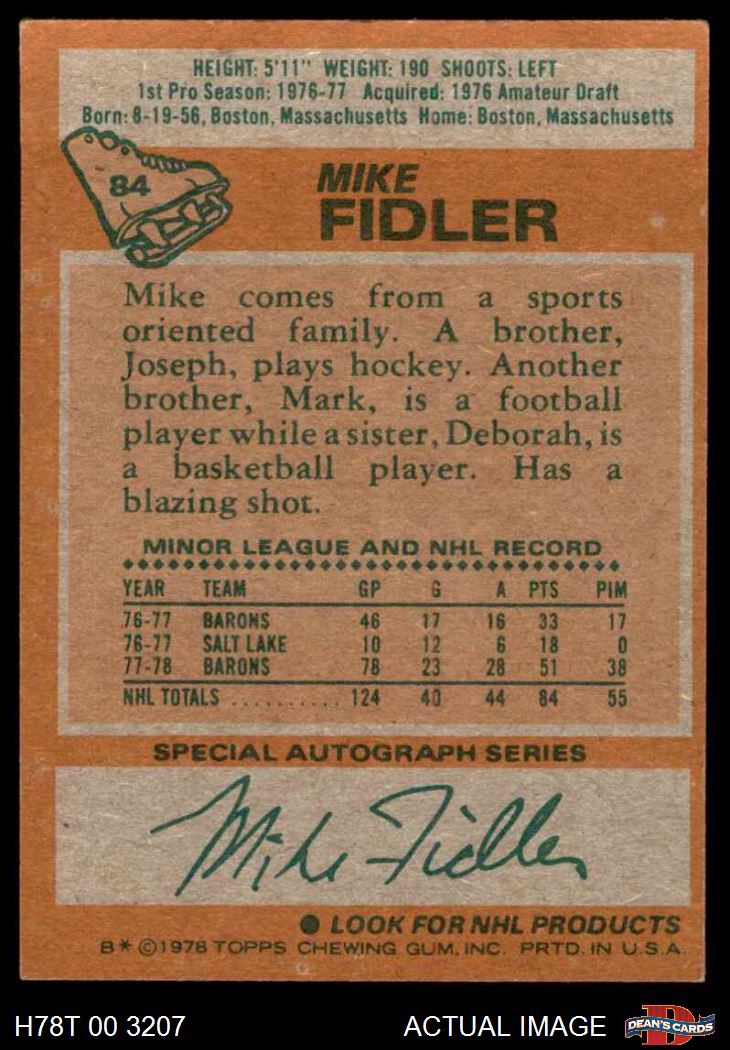 HEIGHT: 5'11" WEIGHT: 190 SHOOTS: LEFT
1st Pro Season: 1976-77 Acquired: 1976 Amateur Draft
Born: 8-19-56, Boston, Massachusetts Home: Boston, Massachusetts
84
MIKE
FIDLER
Mike comes from a sports
oriented family. A brother,
Joseph, plays hockey. Another
brother, Mark, is a football
player while a sister, Deborah, is
a basketball player. Has a
blazing shot.
MINOR LEAGUE AND NHL RECORD
YEAR TEAM GP G A PTS PIM
76-77 BARONS 46 17 16 33 17
76-77 SALT LAKE 10 12 6 18 0
77-78 BARONS 78 23 28 51 38
NHL TOTALS .......... 124 40 44 84 55
SPECIAL AUTOGRAPH SERIES
Mike Fidler
● LOOK FOR NHL PRODUCTS
B* ©1978 TOPPS CHEWING GUM, INC. PRTD. IN U.S.A.
H78T 00 3207 ACTUAL IMAGE D DEAN'S CARDS